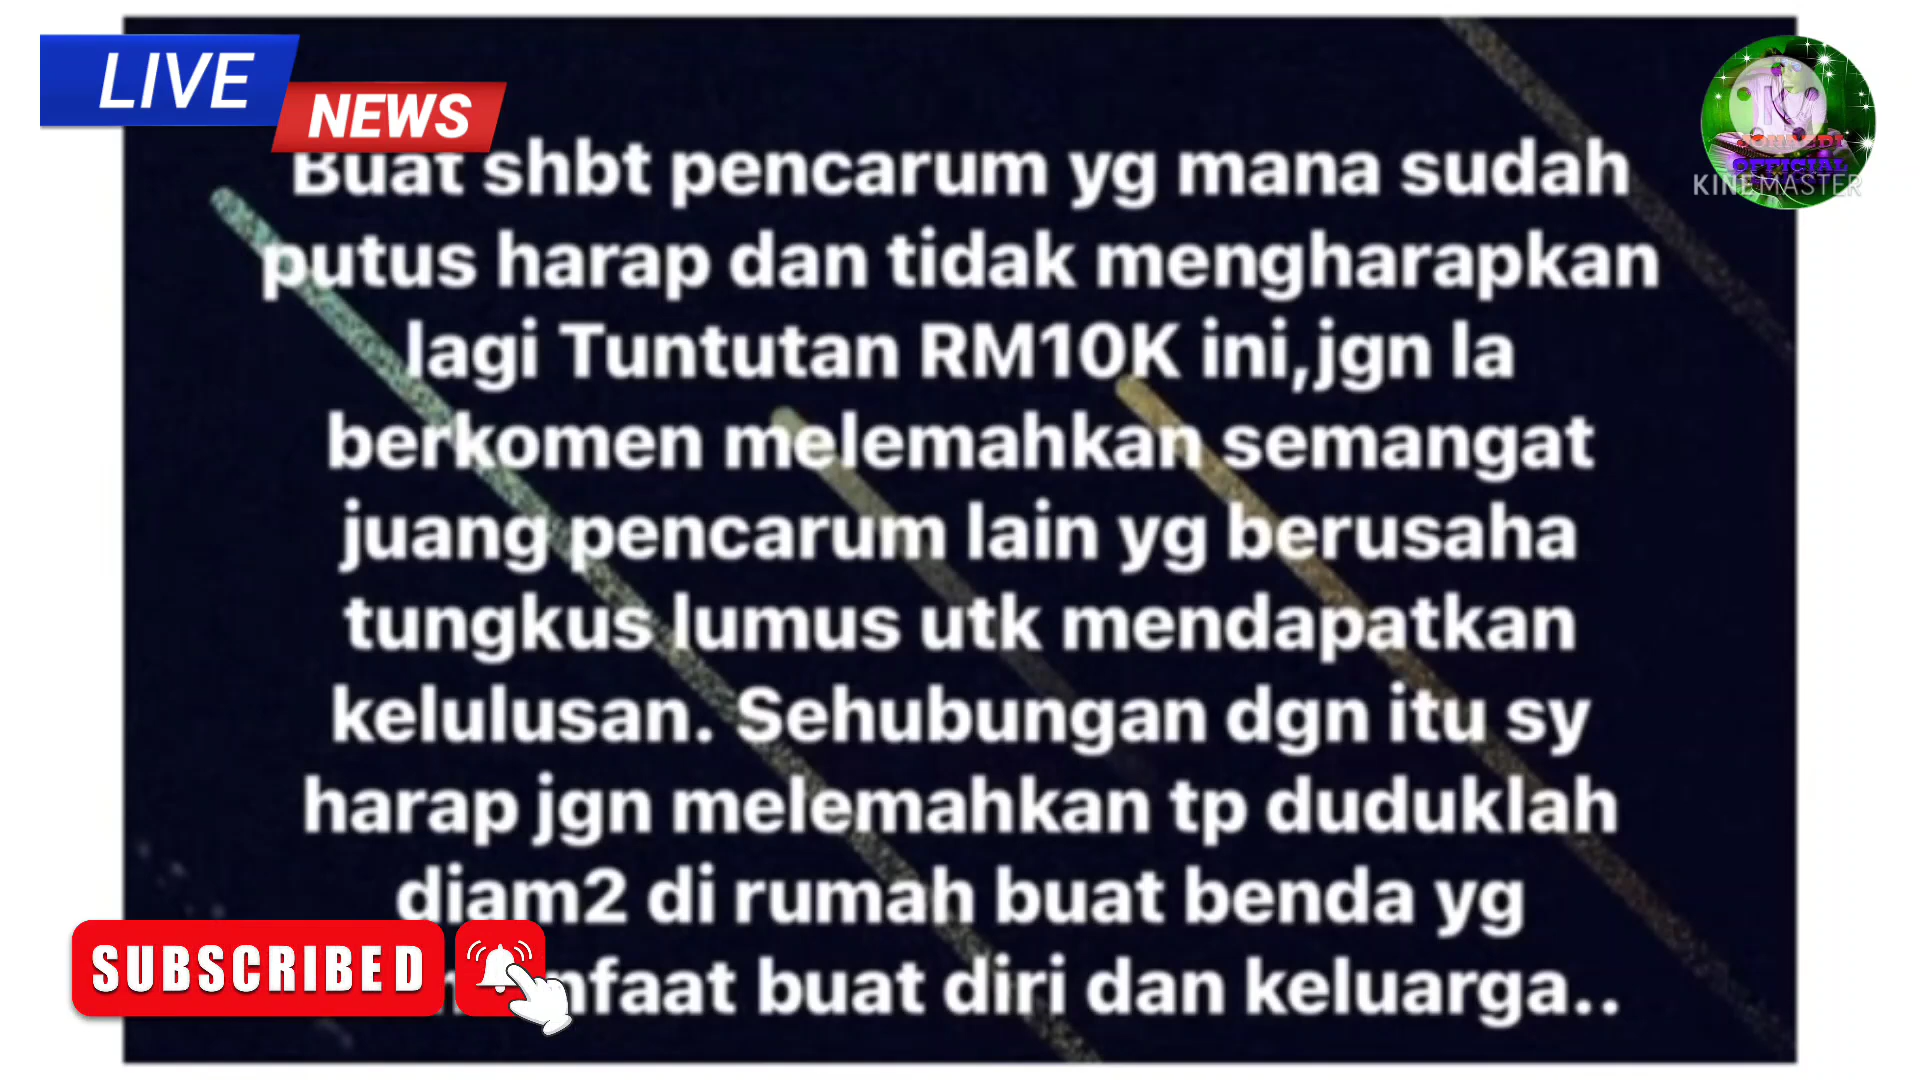 LIVE
NEWS
OFFICIAL
KINEMASTER
Buat shbt pencarum yg mana sudah
putus harap dan tidak mengharapkan
lagi Tuntutan RM10K ini,jgn la
berkomen melemahkan semangat
juang pencarum lain yg berusaha
tungkus lumus utk mendapatkan
kelulusan. Sehubungan dgn itu sy
harap jgn melemahkan tp duduklah
diam2 di rumah buat benda yg
buat diri dan keluarga..
SUBSCRIBED